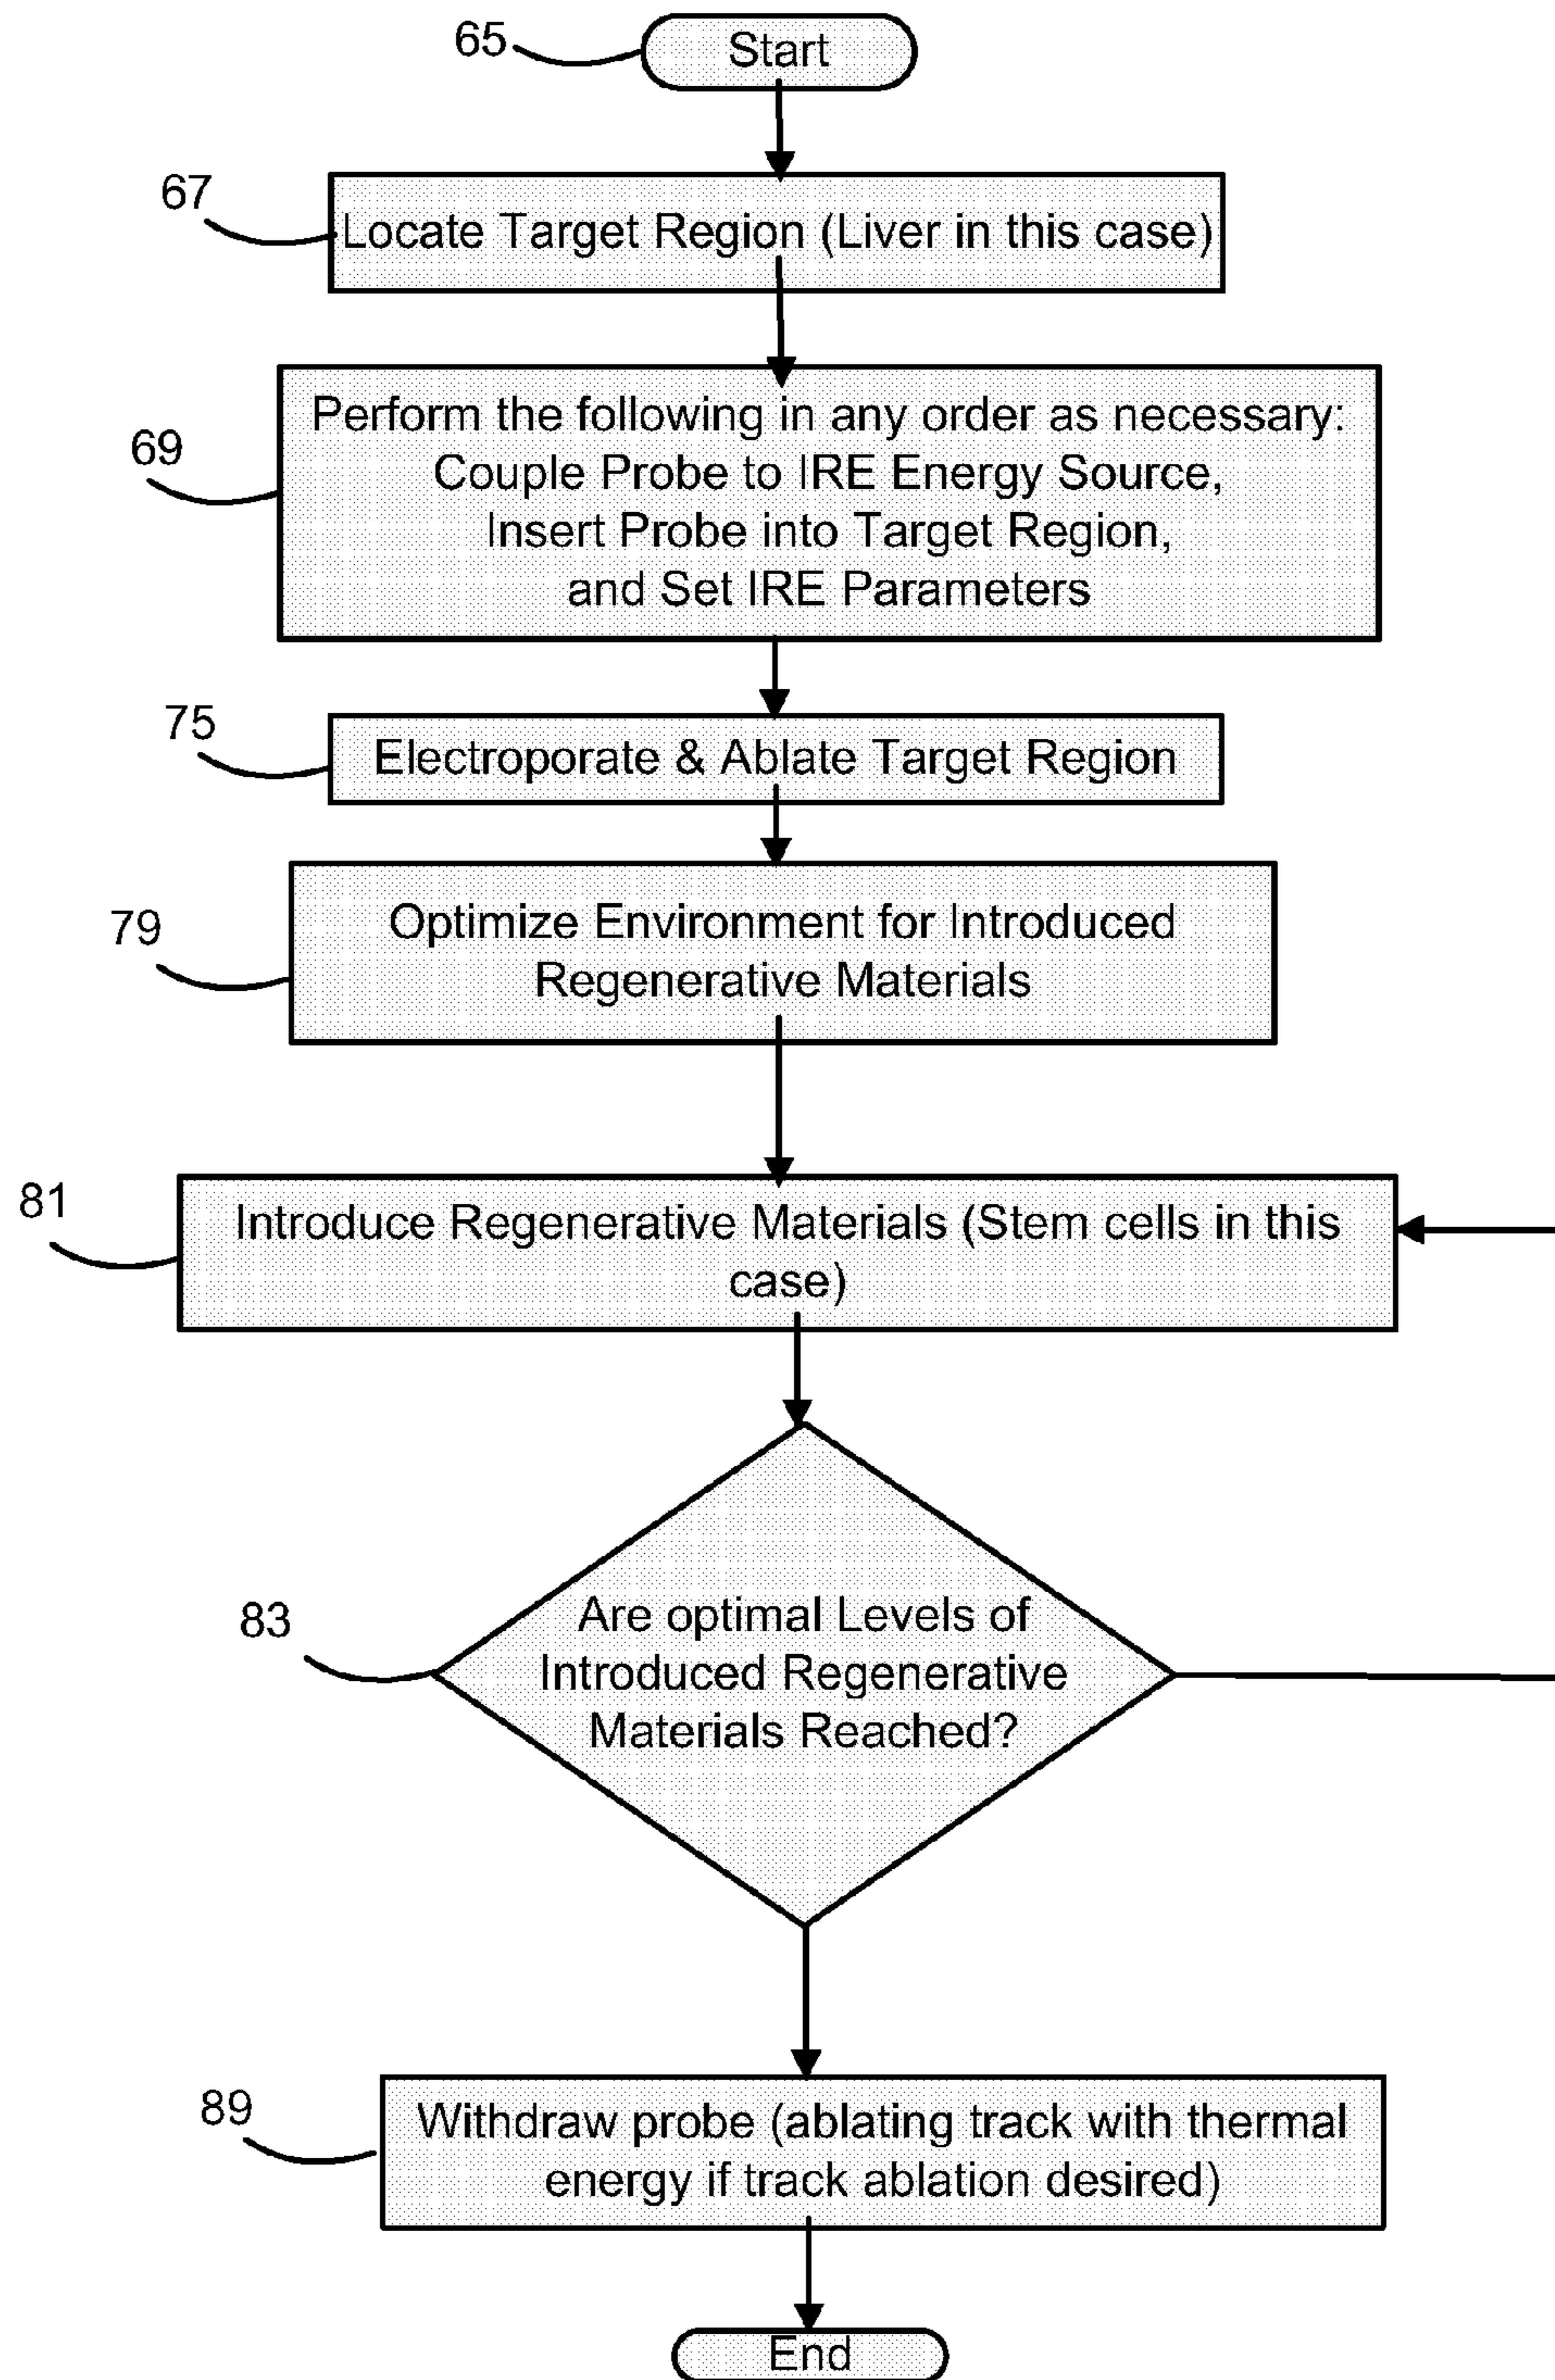 65
Start
67
Locate Target Region (Liver in this case)
69
Perform the following in any order as necessary:
Couple Probe to IRE Energy Source,
Insert Probe into Target Region,
and Set IRE Parameters
75
Electroporate & Ablate Target Region
79
Optimize Environment for Introduced
Regenerative Materials
81
Introduce Regenerative Materials (Stem cells in this
case)
83
Are optimal Levels of
Introduced Regenerative
Materials Reached?
89
Withdraw probe (ablating track with thermal
energy if track ablation desired)
End